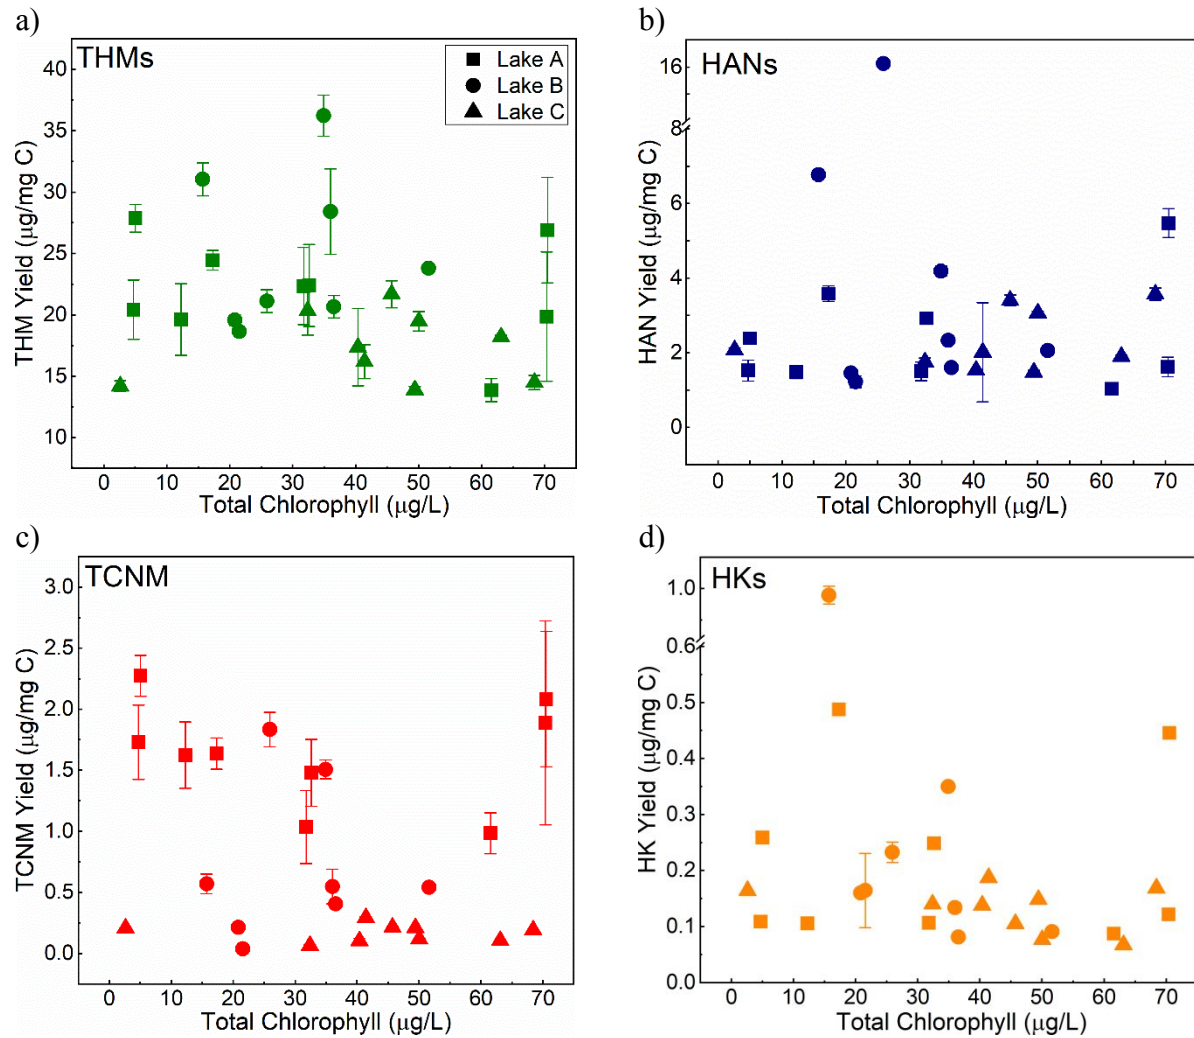 a)
THMs
Lake A
Lake B
Lake C
40
35
30
25
20
15
10
THM Yield (μg/mg C)
0 10 20 30 40 50 60 70
Total Chlorophyll (μg/L)
b)
HANs
16
8
6
4
2
0
HAN Yield (μg/mg C)
0 10 20 30 40 50 60 70
Total Chlorophyll (μg/L)
c)
TCNM
3.0
2.5
2.0
1.5
1.0
0.5
0.0
TCNM Yield (μg/mg C)
0 10 20 30 40 50 60 70
Total Chlorophyll (μg/L)
d)
HKs
1.0
0.6
0.5
0.4
0.3
0.2
0.1
0.0
HK Yield (μg/mg C)
0 10 20 30 40 50 60 70
Total Chlorophyll (μg/L)